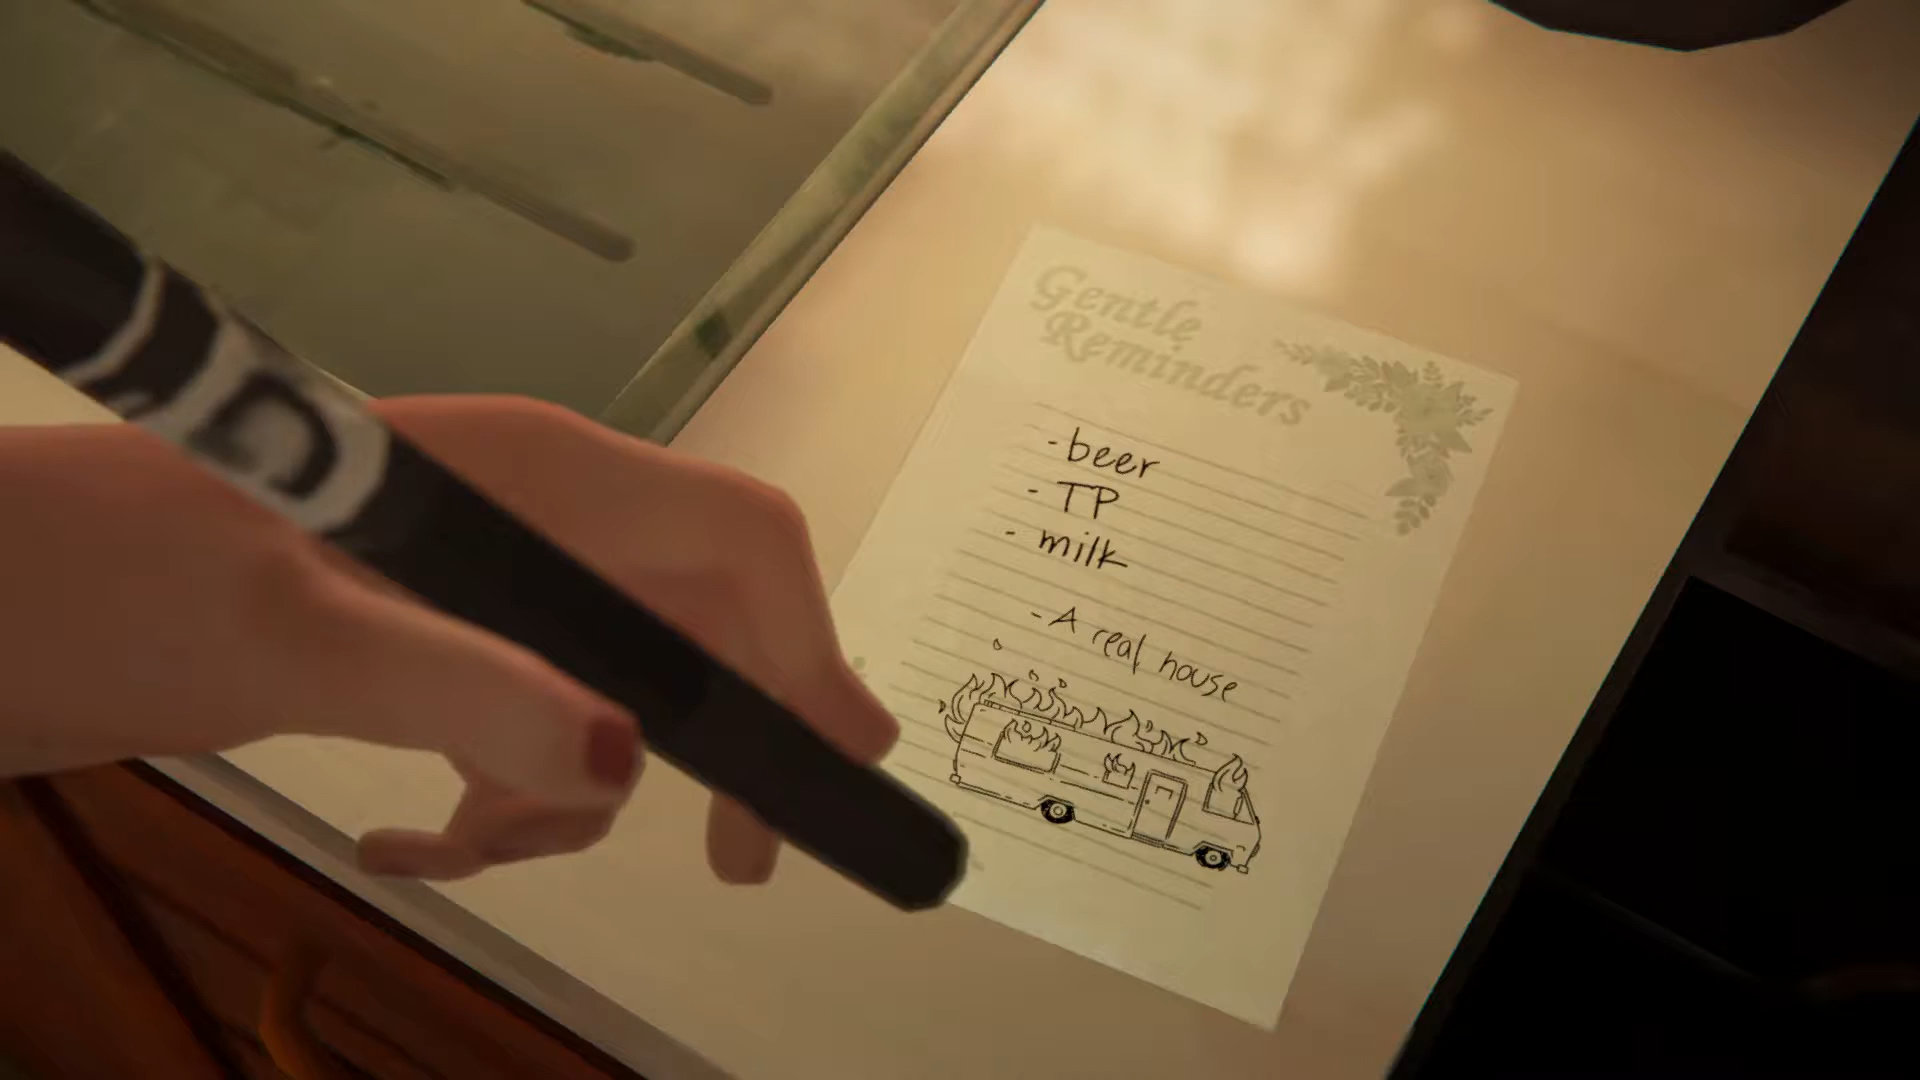 Gentle
Reminders
- beer
- TP
- milk
- A real house